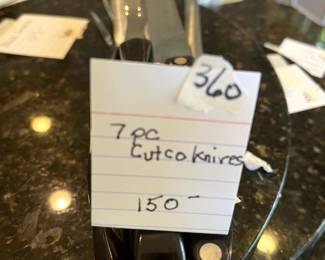 360
7 pc
Cutco knives
150-